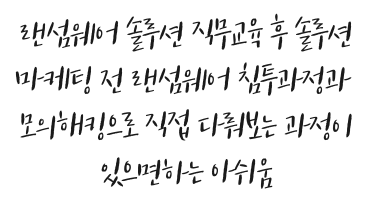 랜섬웨어 솔루션 직무교육 후 솔루션
마케팅 전 랜섬웨어 침투과정과
모의해킹으로 직접 다뤄보는 과정이
있으면하는 아쉬움